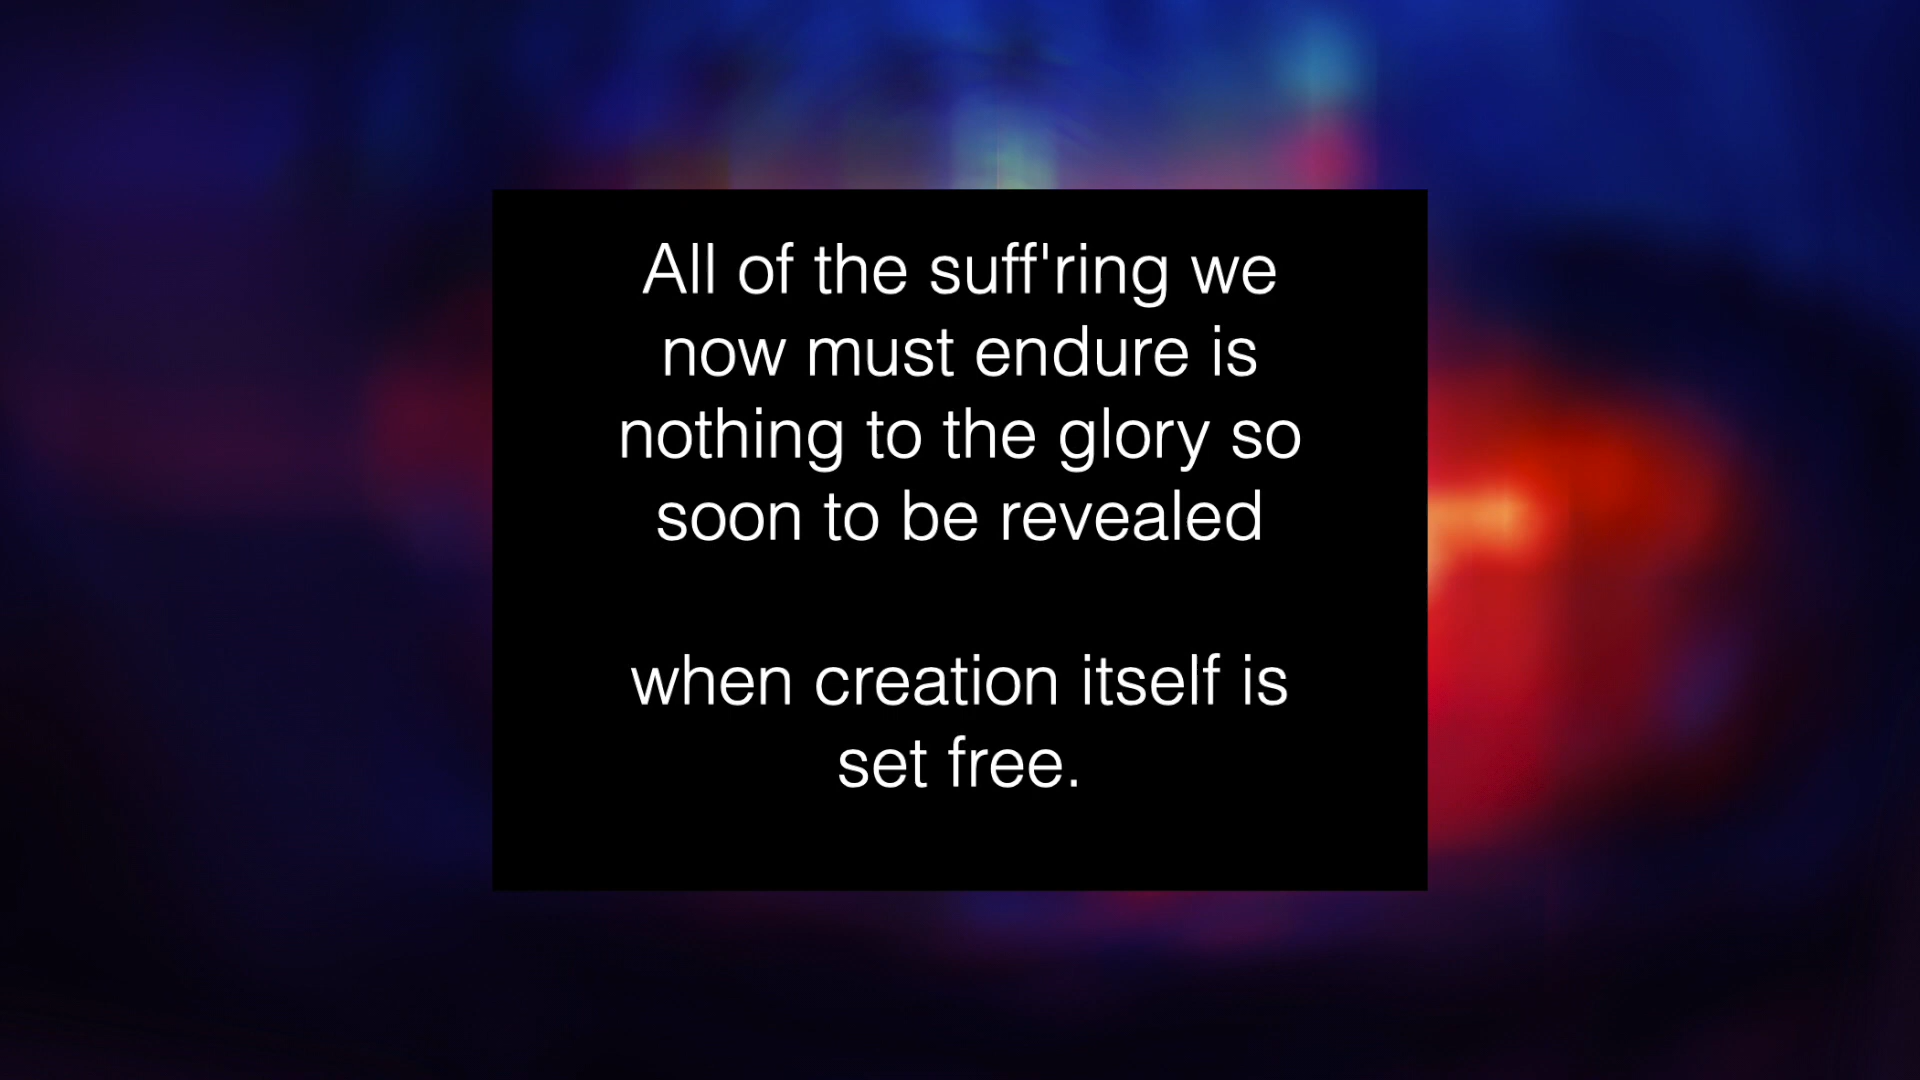 All of the suff'ring we
now must endure is
nothing to the glory so
soon to be revealed
when creation itself is
set free.